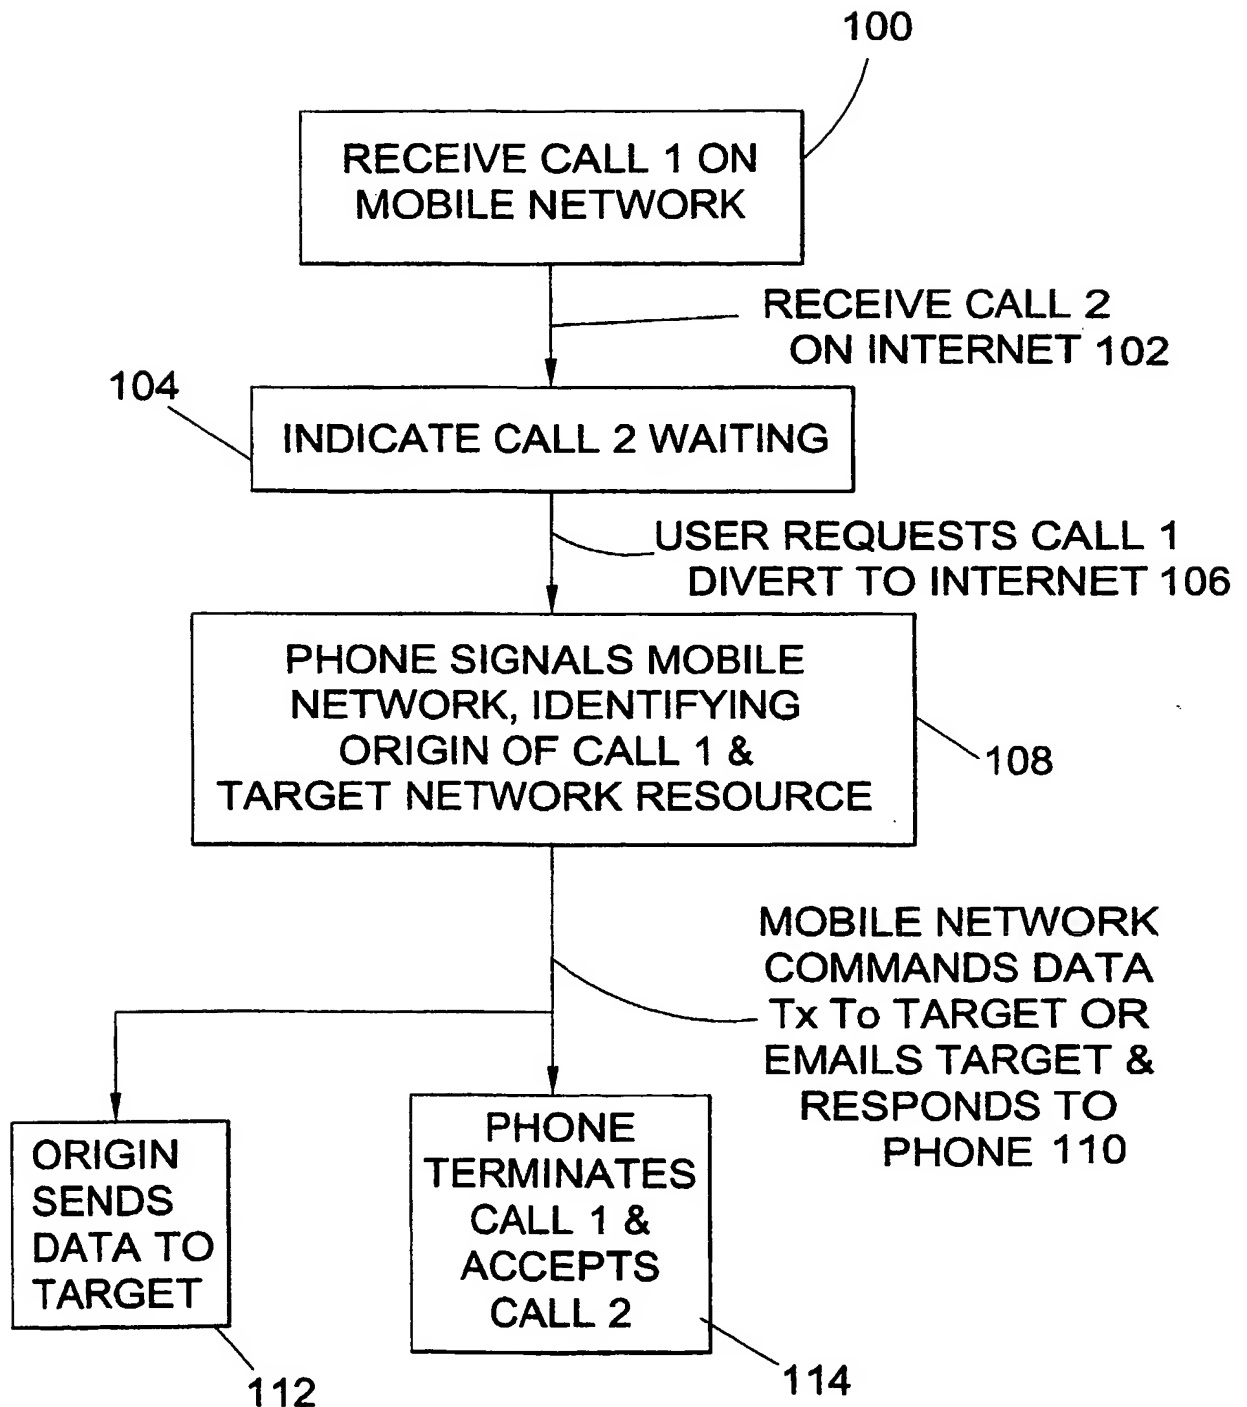 100
RECEIVE CALL 1 ON
MOBILE NETWORK
RECEIVE CALL 2
ON INTERNET 102
104
INDICATE CALL 2 WAITING
USER REQUESTS CALL 1
DIVERT TO INTERNET 106
PHONE SIGNALS MOBILE
NETWORK, IDENTIFYING
ORIGIN OF CALL 1 &
TARGET NETWORK RESOURCE
108
MOBILE NETWORK
COMMANDS DATA
Tx To TARGET OR
EMAILS TARGET &
RESPONDS TO
PHONE 110
ORIGIN
SENDS
DATA TO
TARGET
112
PHONE
TERMINATES
CALL 1 &
ACCEPTS
CALL 2
114